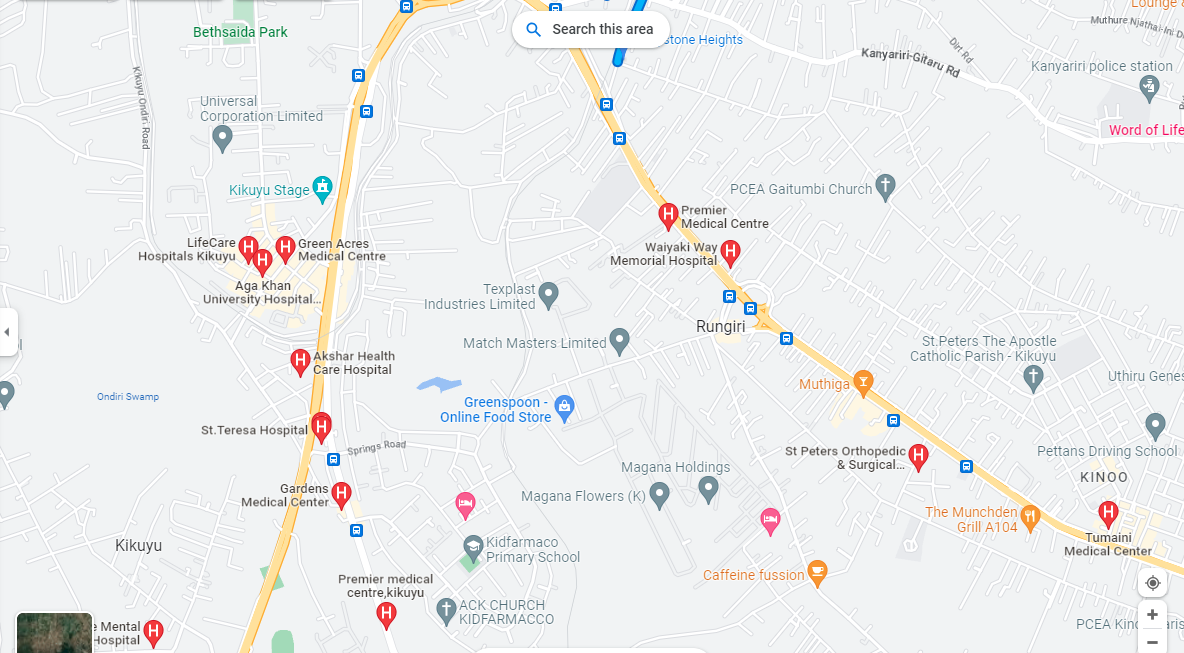 Lounge &
Muthure Njathai-Ini
Bethsaida Park
Search this area
stone Heights
Dirt Rd
Kanyariri-Gitaru Rd
Kanyariri police station
Kikuyu Ondiri Road
Universal
Corporation Limited
Word of Life
Kikuyu Stage
PCEA Gaitumbi Church
Premier
Medical Centre
LifeCare
Hospitals Kikuyu
Green Acres
Medical Centre
Waiyaki Way
Memorial Hospital
Aga Khan
University Hospital...
Texplast
Industries Limited
Rungiri
Match Masters Limited
St.Peters The Apostle
Catholic Parish - Kikuyu
Akshar Health
Care Hospital
Uthiru Genes
Muthiga
Ondiri Swamp
Greenspoon -
Online Food Store
St.Teresa Hospital
Springs Road
St Peters Orthopedic
& Surgical...
Pettans Driving School
KINOO
Magana Holdings
Gardens
Medical Center
Magana Flowers (K)
The Munchden
Grill A104
Tumaini
Medical Center
Kikuyu
Kidfarmaco
Primary School
Caffeine fussion
Premier medical
centre,kikuyu
ACK CHURCH
KIDFARMACCO
e Mental
Hospital
PCEA Kin
aris